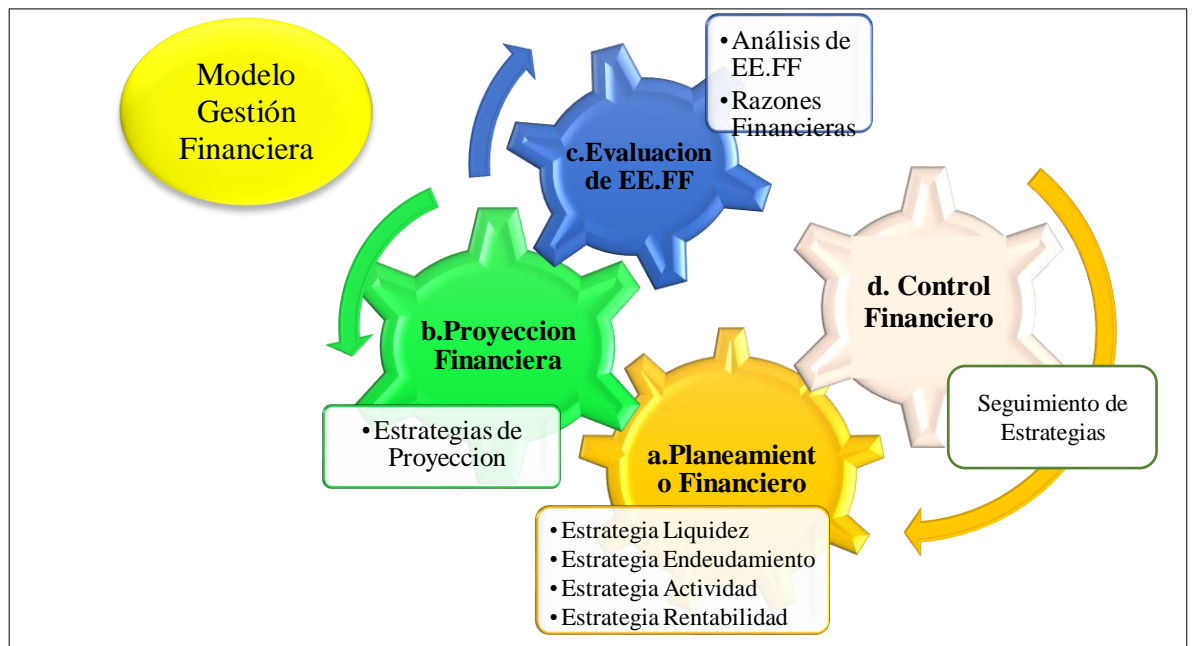 Modelo
Gestión
Financiera
•Análisis de
EE.FF
•Razones
Financieras
c.Evaluacion
de EE.FF
d. Control
Financiero
b.Proyeccion
Financiera
Seguimiento de
Estrategias
•Estrategias de
Proyeccion
a.Planeamient
o Financiero
•Estrategia Liquidez
•Estrategia Endeudamiento
•Estrategia Actividad
•Estrategia Rentabilidad